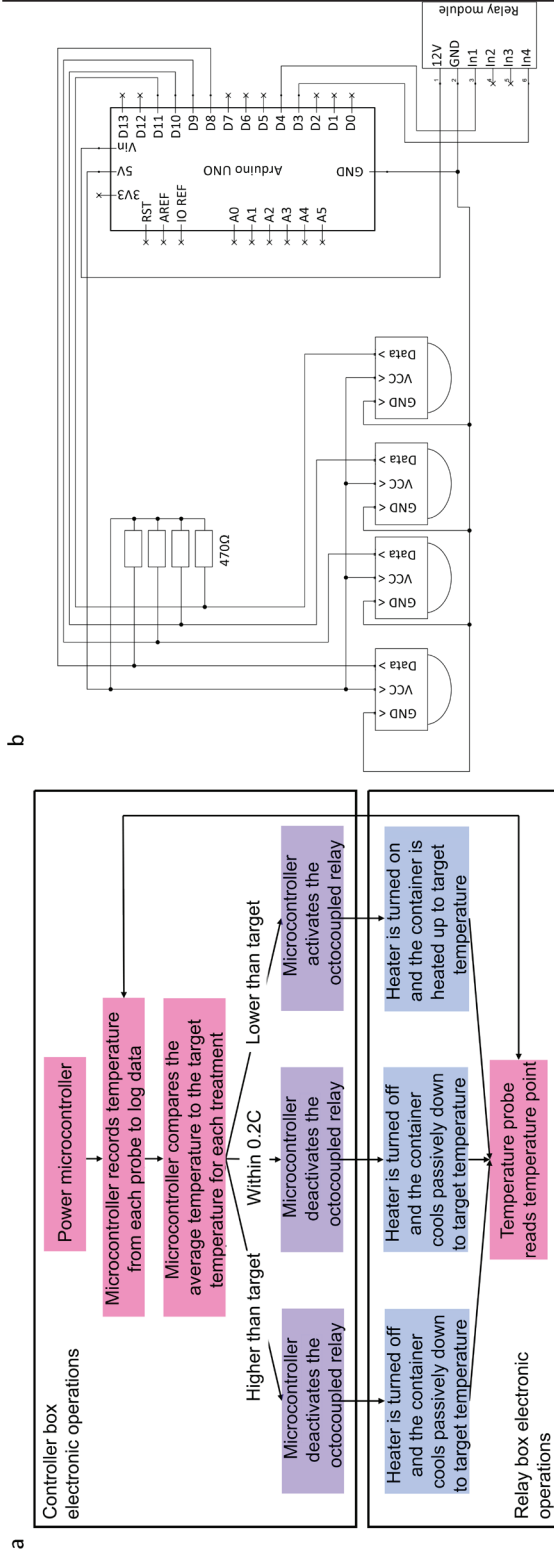 a
Controller box
electronic operations
Power microcontroller
Microcontroller records temperature
from each probe to log data
Microcontroller compares the
average temperature to the target
temperature for each treatment
Higher than target
Within 0.2C
Lower than target
Microcontroller
deactivates the
octocoupled relay
Microcontroller
deactivates the
octocoupled relay
Microcontroller
activates the
octocoupled relay
Heater is turned off
and the container
cools passively down
to target temperature
Heater is turned off
and the container
cools passively down
to target temperature
Heater is turned on
and the container is
heated up to target
temperature
Temperature probe
reads temperature point
Relay box electronic
operations
b
470Ω
3V3
5V
Vin
RST
AREF
IO REF
A0
A1
A2
A3
A4
A5
Arduino UNO
D13
D12
D11
D10
D9
D8
D7
D6
D5
D4
D3
D2
D1
D0
GND
GND <
VCC <
Data >
GND <
VCC <
Data >
GND <
VCC <
Data >
GND <
VCC <
Data >
Relay module
1 12V
2 GND
3 In1
4 In2
5 In3
6 In4